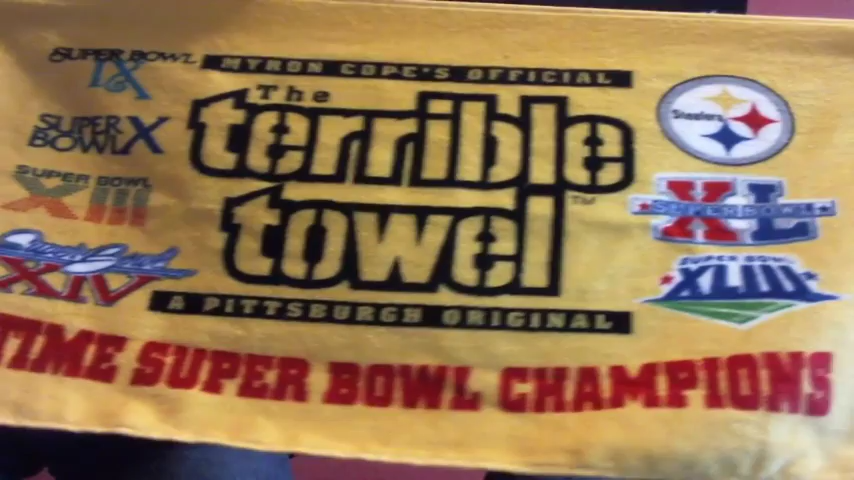 SUPER BOWL
IX
SUPER
BOWL X
SUPER BOWL
XIII
Super Bowl
XIV
MYRON COPE'S OFFICIAL
The
terrible
towel TM
A PITTSBURGH ORIGINAL
Steelers
XL
SUPER BOWL
SUPER BOWL
XLIII
TIME SUPER BOWL CHAMPIONS